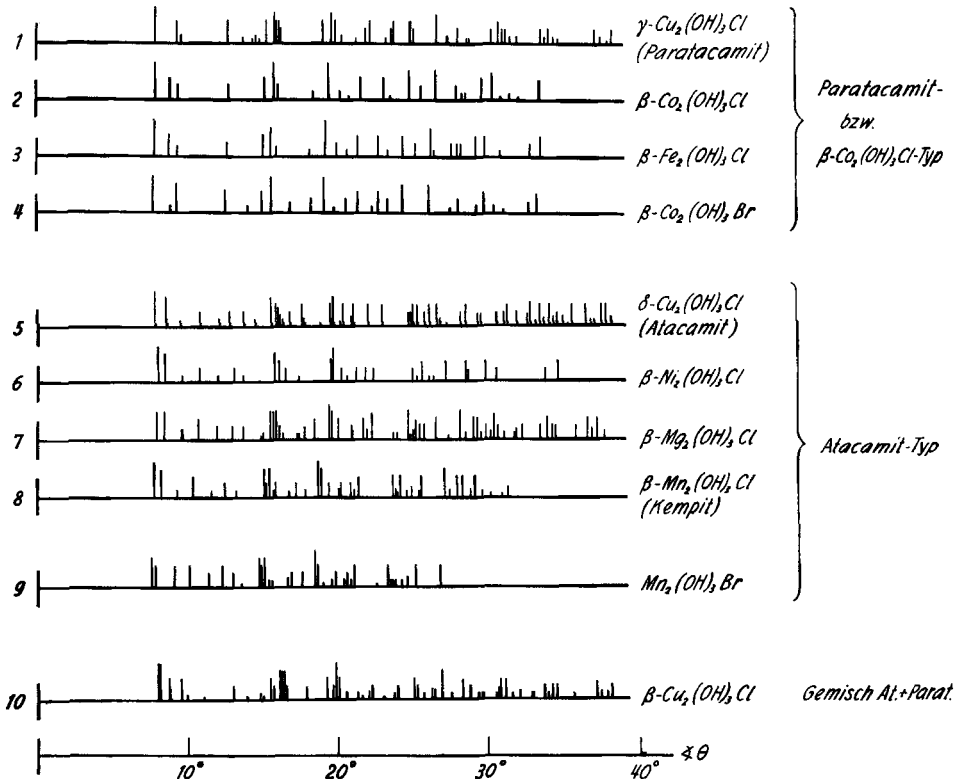 1 γ-Cu₂(OH)₃Cl
(Paratacamit)
2 β-Co₂(OH)₃Cl
3 β-Fe₂(OH)₃Cl
4 β-Co₂(OH)₃Br
Paratacamit-
bzw.
β-Co₂(OH)₃Cl-Typ
5 δ-Cu₂(OH)₃Cl
(Atacamit)
6 β-Ni₂(OH)₃Cl
7 β-Mg₂(OH)₃Cl
8 β-Mn₂(OH)₃Cl
(Kempit)
9 Mn₂(OH)₃Br
Atacamit-Typ
10 β-Cu₂(OH)₃Cl Gemisch At.+Parat.
10° 20° 30° 40° ∢ θ